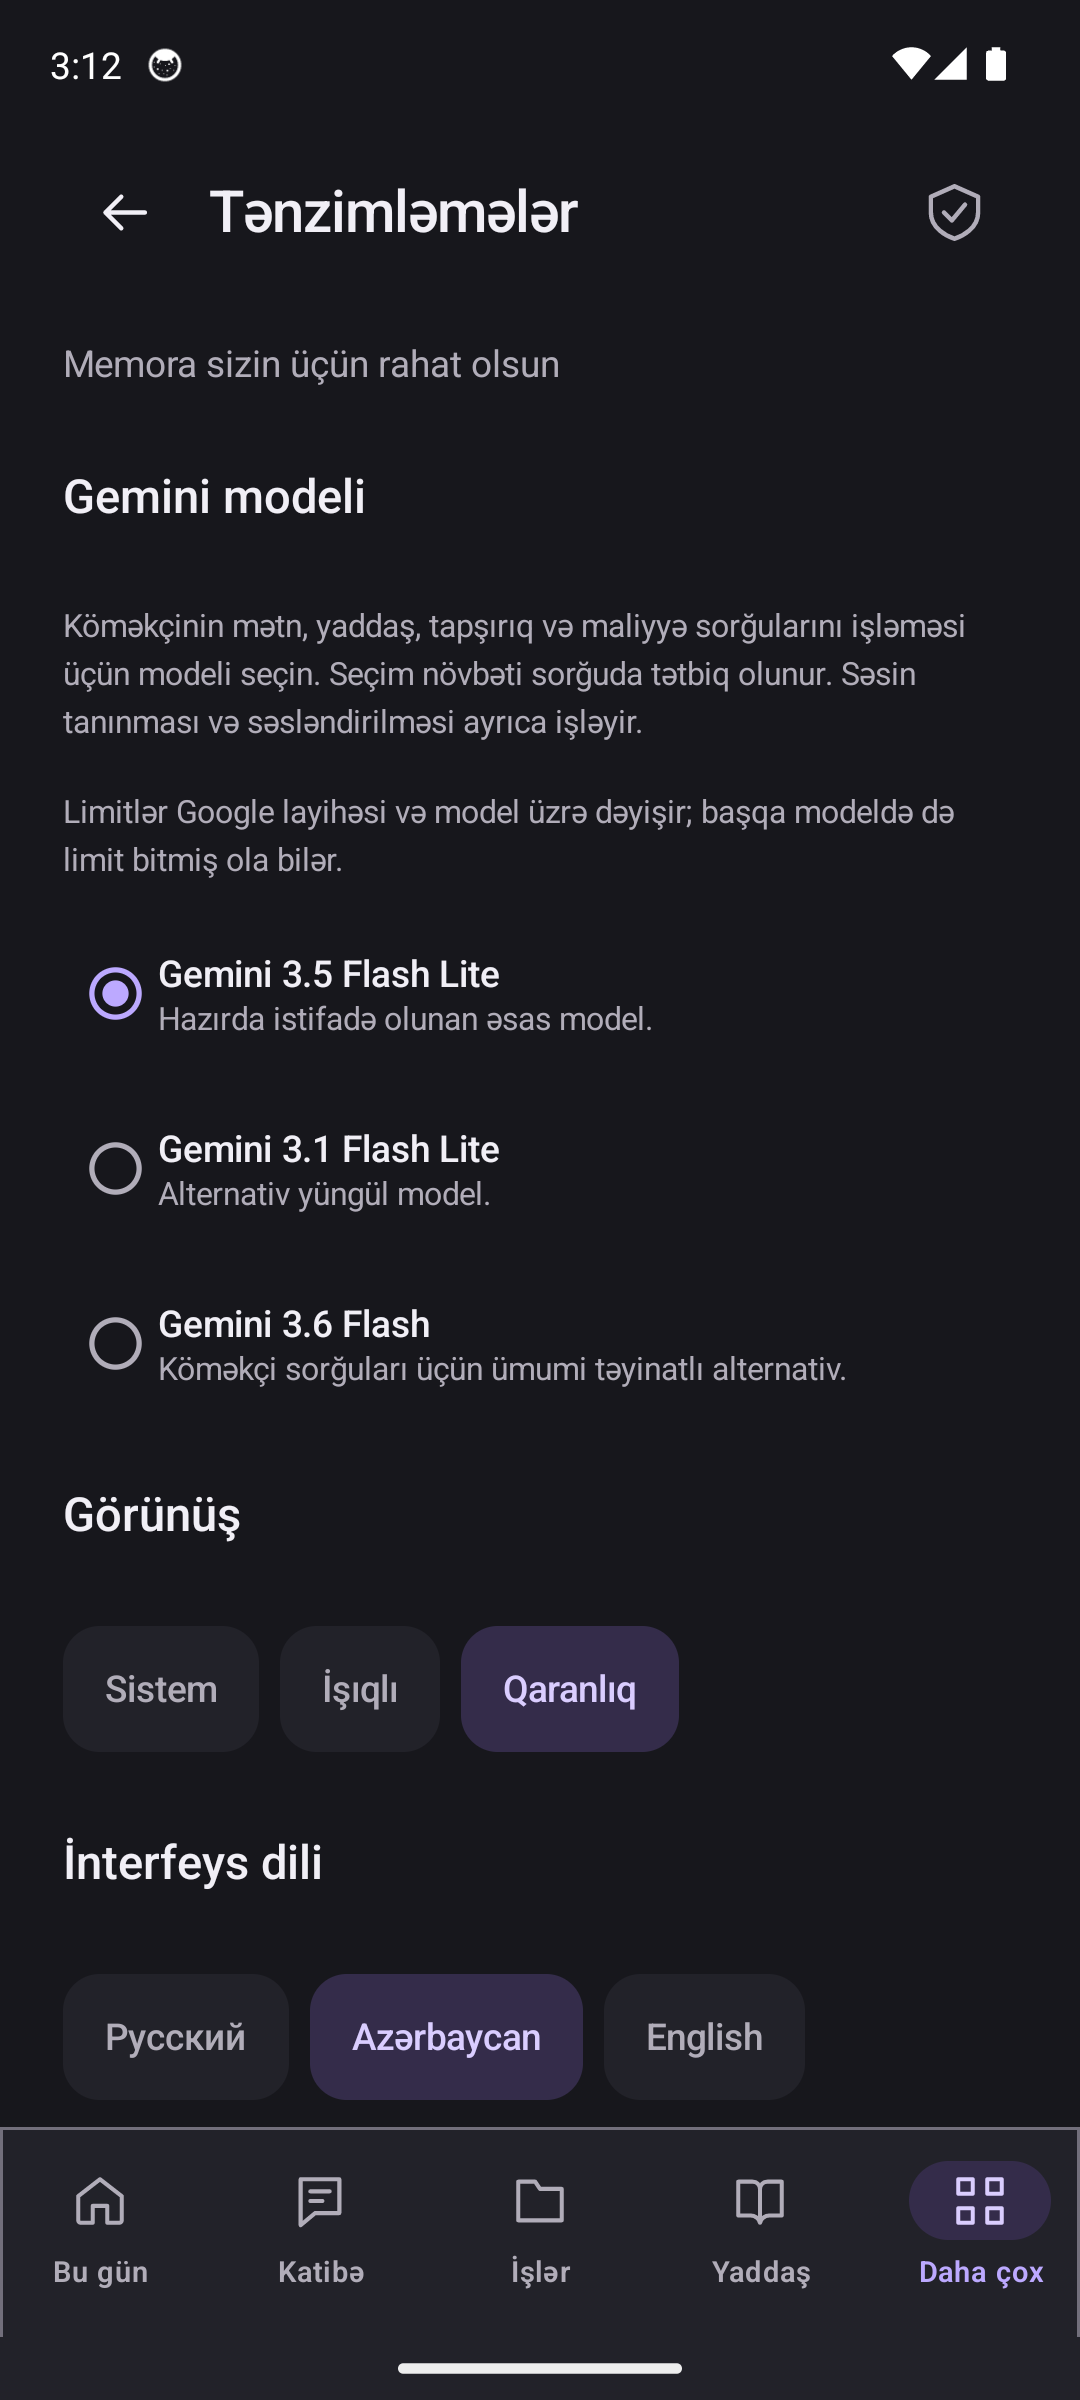 3:12
Tənzimləmələr
Memora sizin üçün rahat olsun
Gemini modeli
Köməkçinin mətn, yaddaş, tapşırıq və maliyyə sorğularını işləməsi
üçün modeli seçin. Seçim növbəti sorğuda tətbiq olunur. Səsin
tanınması və səsləndirilməsi ayrıca işləyir.
Limitlər Google layihəsi və model üzrə dəyişir; başqa modeldə də
limit bitmiş ola bilər.
Gemini 3.5 Flash Lite
Hazırda istifadə olunan əsas model.
Gemini 3.1 Flash Lite
Alternativ yüngül model.
Gemini 3.6 Flash
Köməkçi sorğuları üçün ümumi təyinatlı alternativ.
Görünüş
Sistem İşıqlı Qaranlıq
İnterfeys dili
Русский Azərbaycan English
Bu gün Katibə İşlər Yaddaş Daha çox